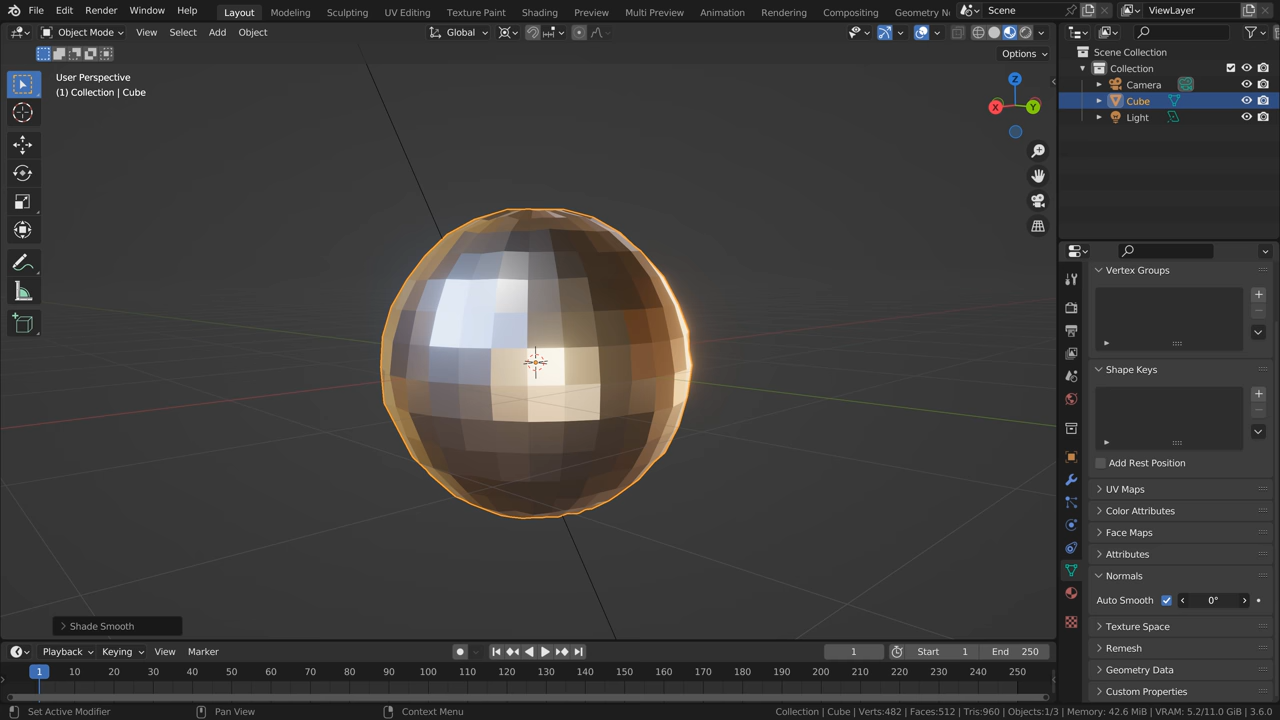 File Edit Render Window Help Layout Modeling Sculpting UV Editing Texture Paint Shading Preview Multi Preview Animation Rendering Compositing Geometry N Scene ViewLayer
Object Mode View Select Add Object Global
Options
User Perspective
(1) Collection | Cube
Z
X
Y
Scene Collection
Collection
Camera
Cube
Light
Vertex Groups
Shape Keys
Add Rest Position
UV Maps
Color Attributes
Face Maps
Attributes
Normals
Auto Smooth 0°
Texture Space
Remesh
Geometry Data
Custom Properties
Shade Smooth
Playback Keying View Marker 1 Start 1 End 250
1 10 20 30 40 50 60 70 80 90 100 110 120 130 140 150 160 170 180 190 200 210 220 230 240 250
Set Active Modifier Pan View Context Menu Collection | Cube | Verts:482 | Faces:512 | Tris:960 | Objects:1/3 | Memory: 42.6 MiB | VRAM: 5.2/11.0 GiB | 3.6.0